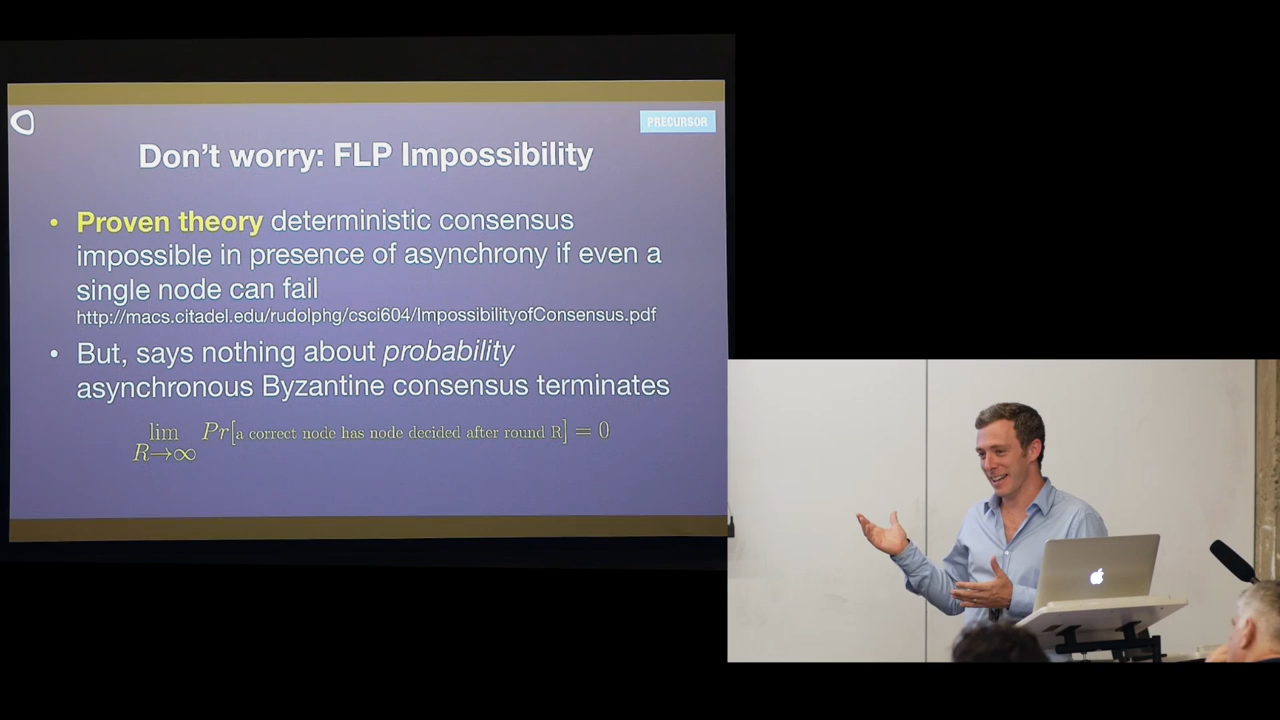 PRECURSOR
Don't worry: FLP Impossibility
• Proven theory deterministic consensus
impossible in presence of asynchrony if even a
single node can fail
http://macs.citadel.edu/rudolphg/csci604/ImpossibilityofConsensus.pdf
• But, says nothing about probability
asynchronous Byzantine consensus terminates
lim Pr[a correct node has node decided after round R] = 0
R→∞